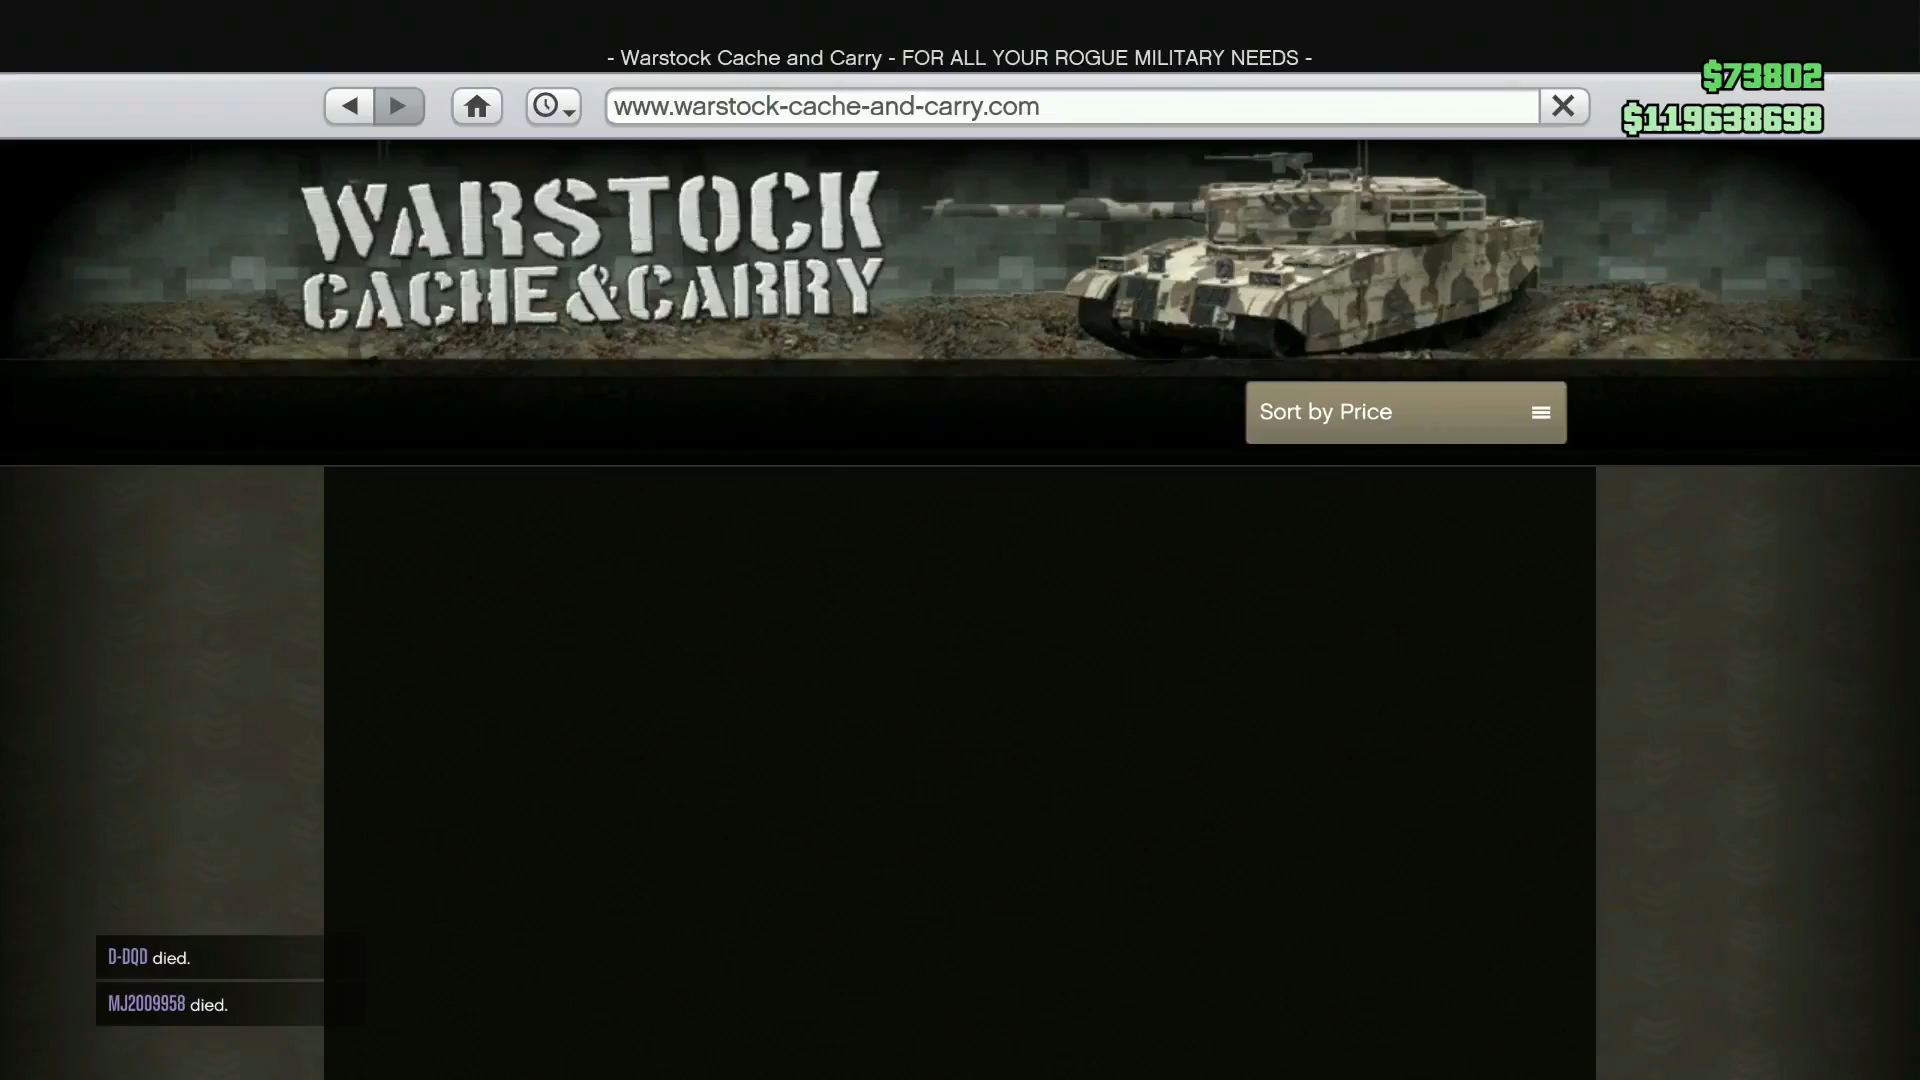 - Warstock Cache and Carry - FOR ALL YOUR ROGUE MILITARY NEEDS -
$73802
www.warstock-cache-and-carry.com
$119638698
WARSTOCK
CACHE&CARRY
Sort by Price
D-DQD died.
MJ2009958 died.